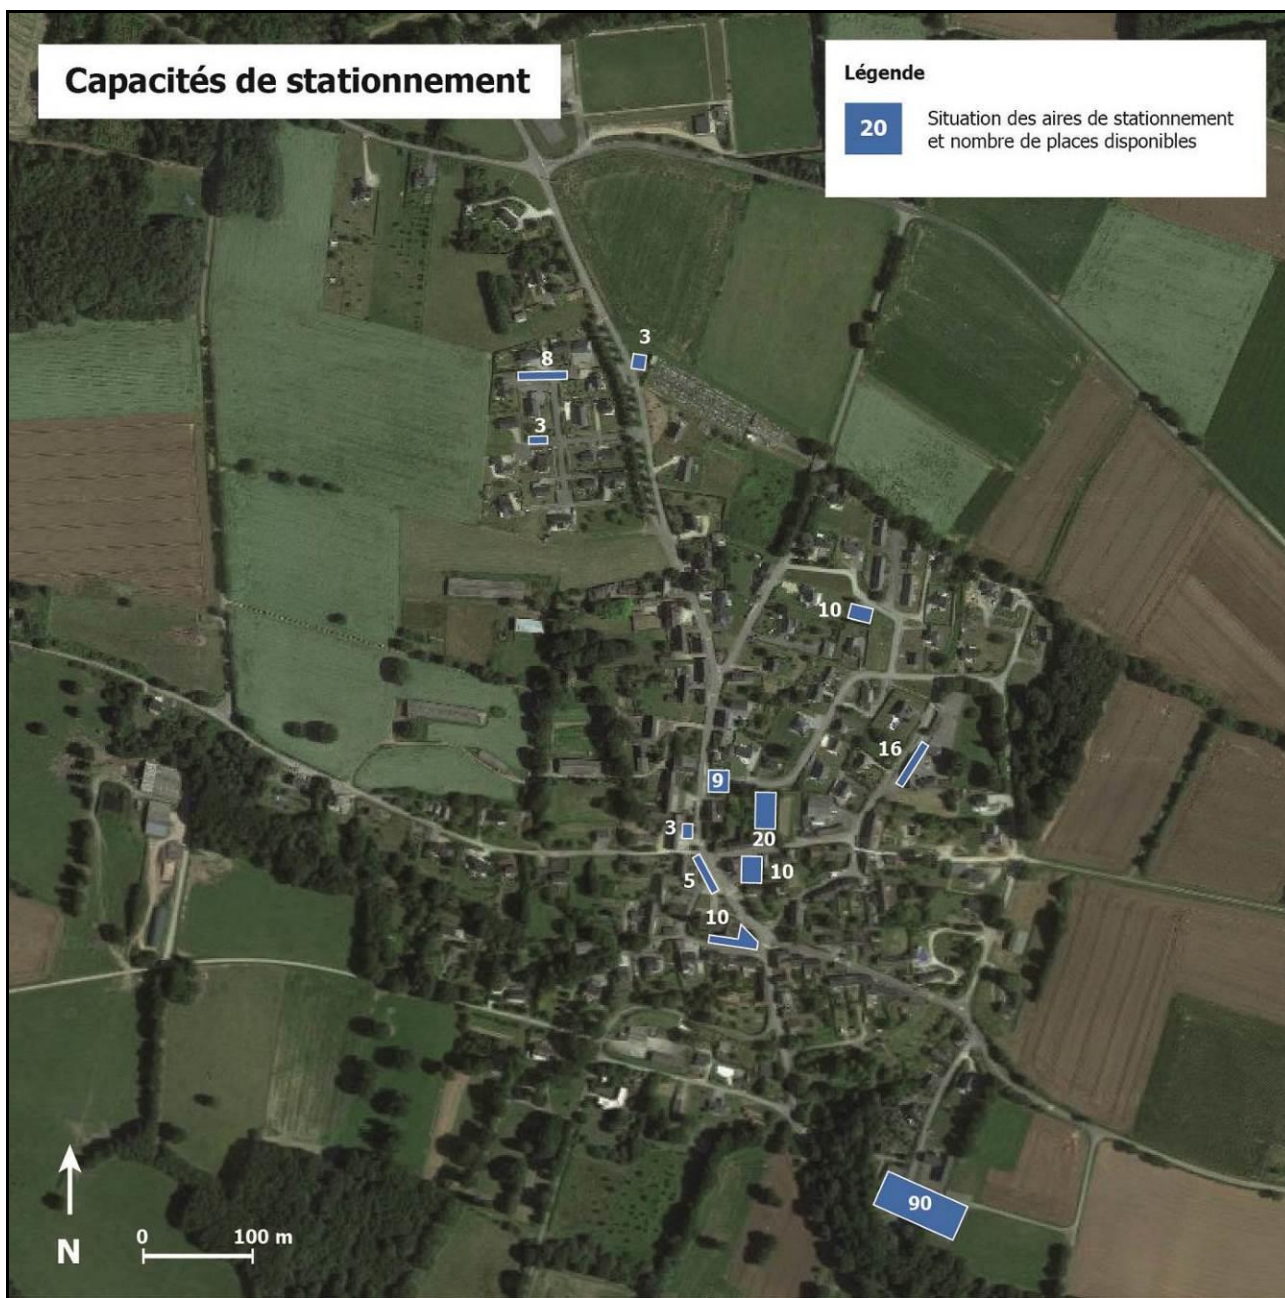 Capacités de stationnement
Légende
20
Situation des aires de stationnement
et nombre de places disponibles
3
8
3
10
16
9
3
20
10
5
10
90
N
0
100 m